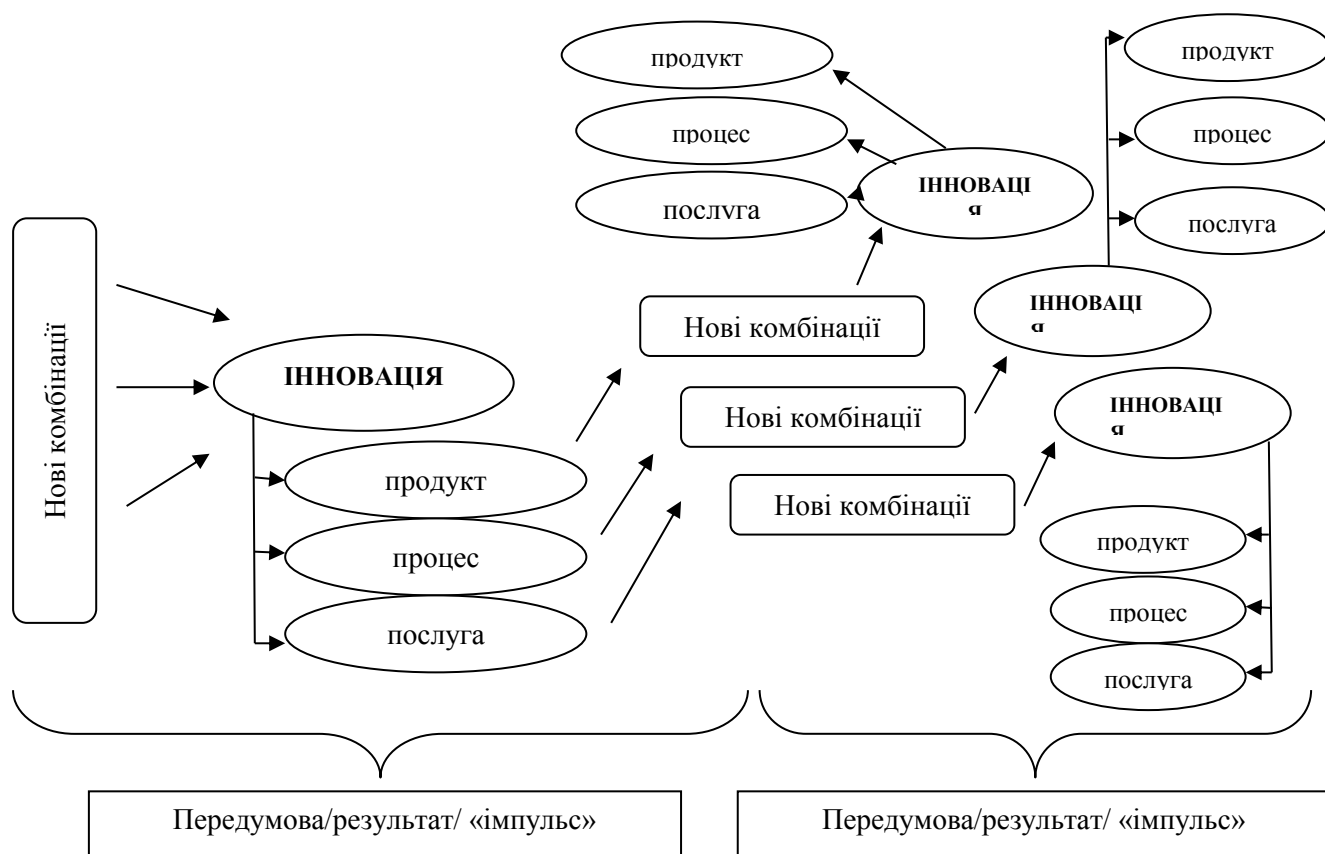 продукт
процес
послуга
ІННОВАЦІ
Я
продукт
процес
послуга
Нові комбінації
ІННОВАЦІЯ
продукт
процес
послуга
Нові комбінації
Нові комбінації
Нові комбінації
ІННОВАЦІ
Я
ІННОВАЦІ
Я
продукт
процес
послуга
Передумова/результат/ «імпульс»
Передумова/результат/ «імпульс»